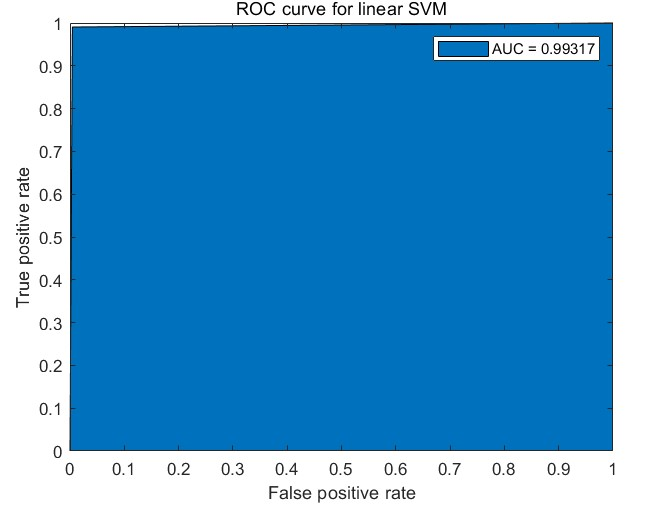 ROC curve for linear SVM
AUC = 0.99317
1
0.9
0.8
0.7
0.6
0.5
0.4
0.3
0.2
0.1
0
True positive rate
0 0.1 0.2 0.3 0.4 0.5 0.6 0.7 0.8 0.9 1
False positive rate